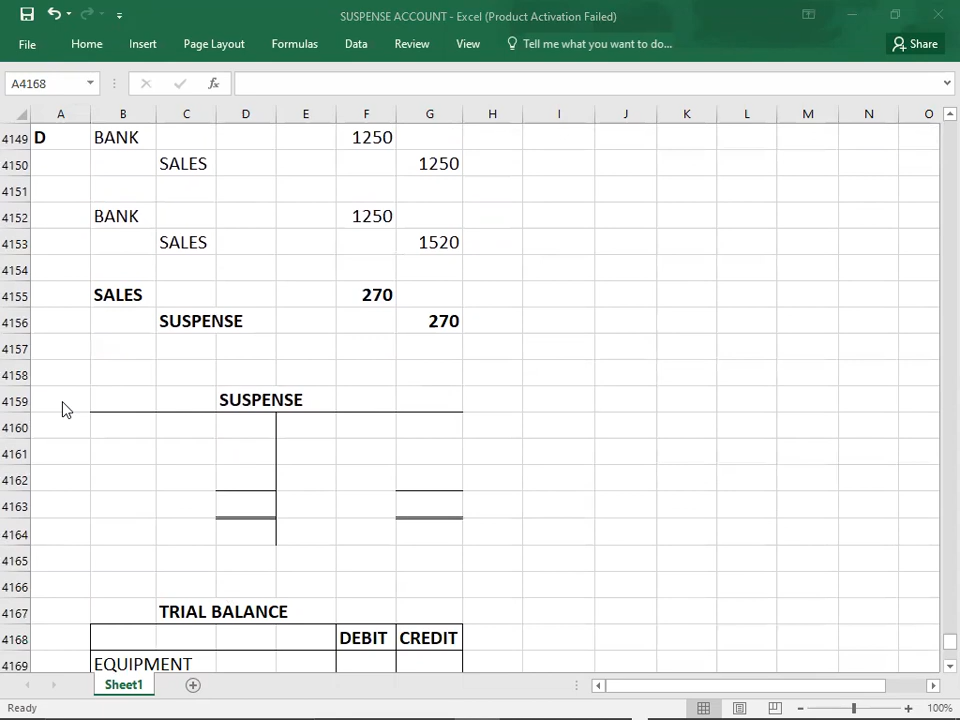 SUSPENSE ACCOUNT - Excel (Product Activation Failed)
File Home Insert Page Layout Formulas Data Review View Tell me what you want to do... Share
A4168 fx
A B C D E F G H I J K L M N O
4149 D BANK 1250
4150 SALES 1250
4151
4152 BANK 1250
4153 SALES 1520
4154
4155 SALES 270
4156 SUSPENSE 270
4157
4158
4159 SUSPENSE
4160
4161
4162
4163
4164
4165
4166
4167 TRIAL BALANCE
4168 DEBIT CREDIT
4169 EQUIPMENT
Sheet1
Ready 100%